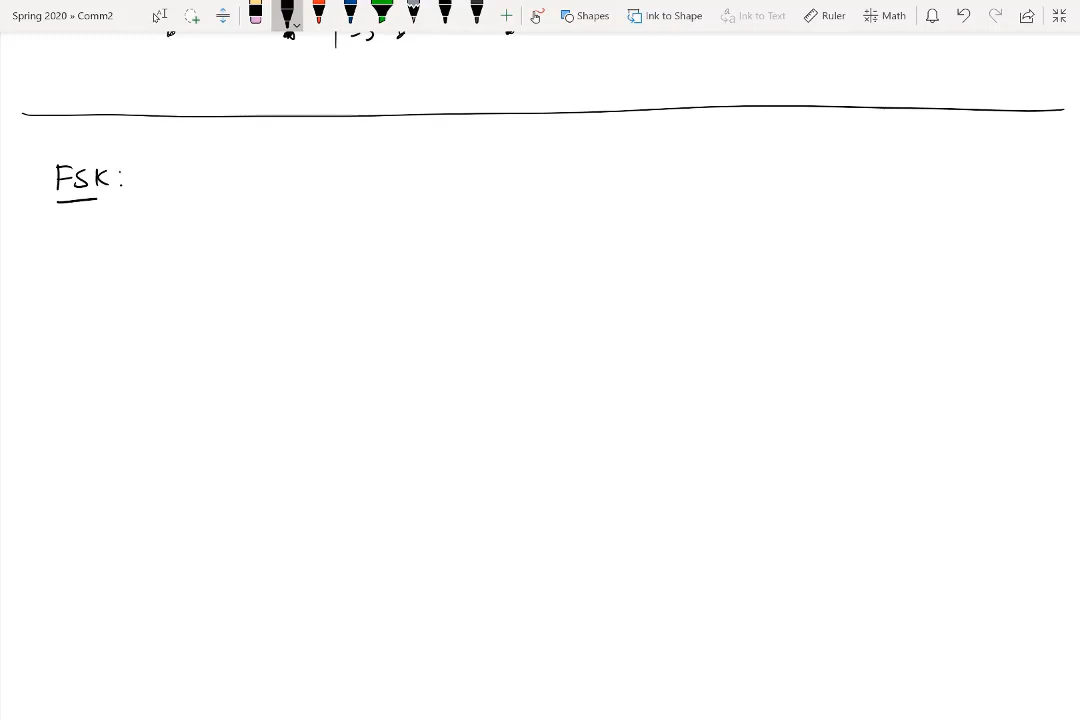 Spring 2020 » Comm2 Shapes Ink to Shape Ink to Text Ruler Math
FSK: